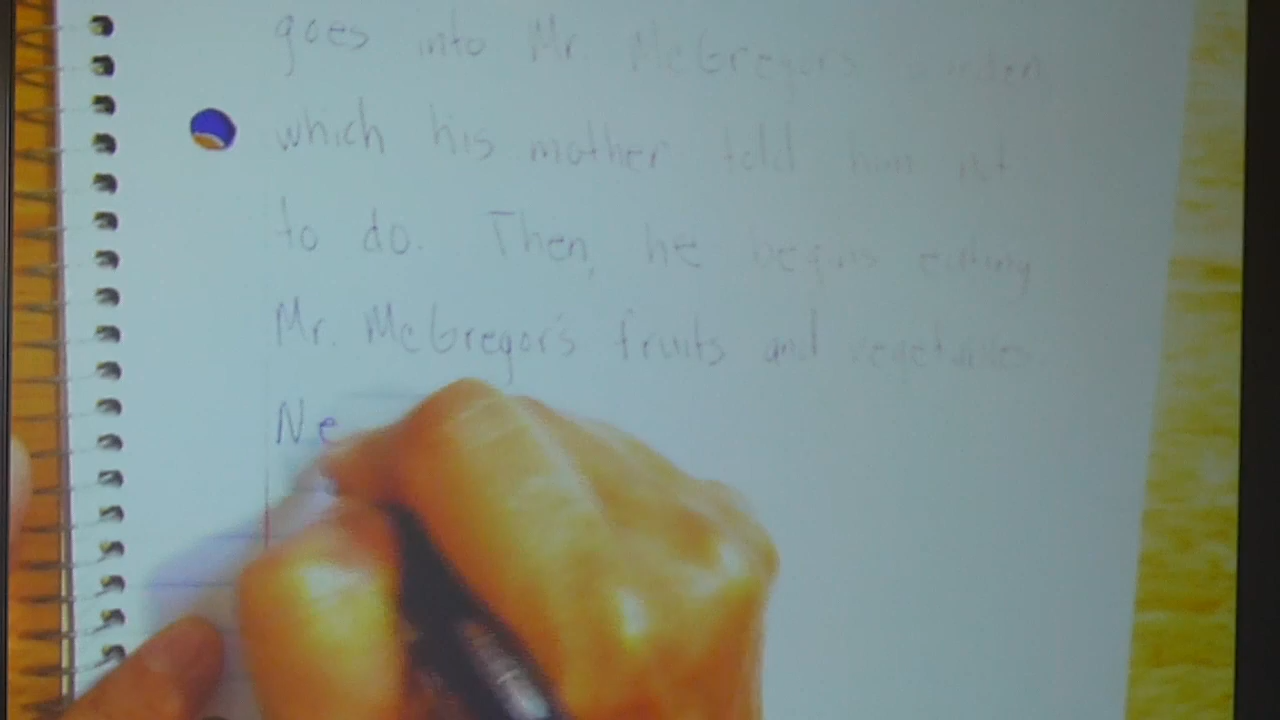 goes into Mr. McGregor's garden
which his mother told him not
to do. Then, he begins eating
Mr. McGregor's fruits and vegetables
Ne